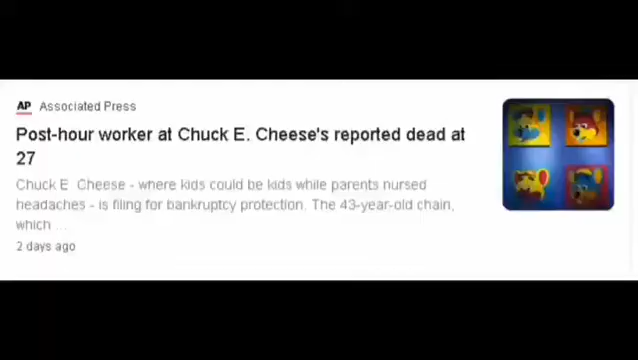 AP Associated Press
Post-hour worker at Chuck E. Cheese's reported dead at
27
Chuck E Cheese - where kids could be kids while parents nursed
headaches - is filing for bankruptcy protection. The 43-year-old chain,
which ...
2 days ago